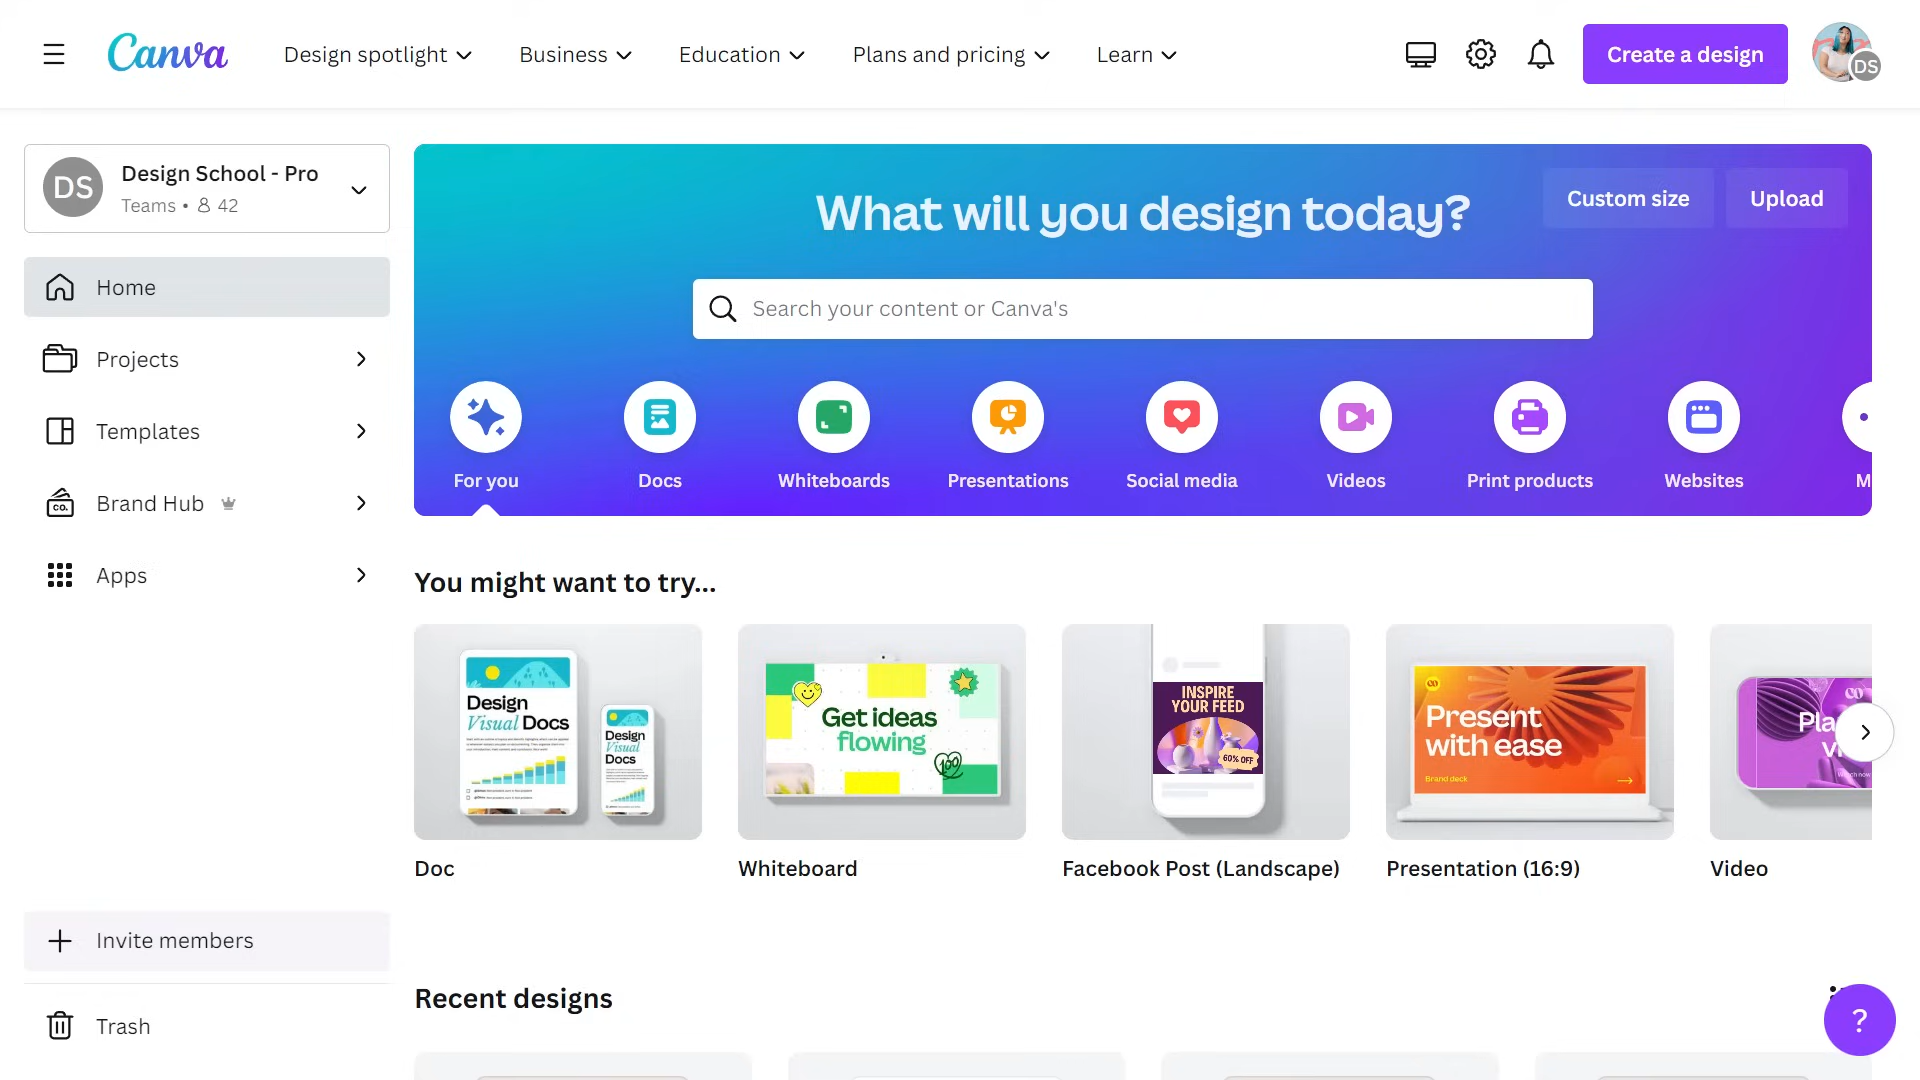 Canva
Design spotlight
Business
Education
Plans and pricing
Learn
Create a design
DS
DS
Design School - Pro
Teams • 42
Home
Projects
Templates
Brand Hub
Apps
Invite members
Trash
What will you design today?
Custom size
Upload
Search your content or Canva's
For you
Docs
Whiteboards
Presentations
Social media
Videos
Print products
Websites
M
You might want to try...
Design
Visual Docs
Design
Visual
Docs
Doc
Get ideas
flowing
100
Whiteboard
INSPIRE
YOUR FEED
60% OFF
Facebook Post (Landscape)
co
Present
with ease
Brand deck
Presentation (16:9)
CO.
Video
Recent designs
?